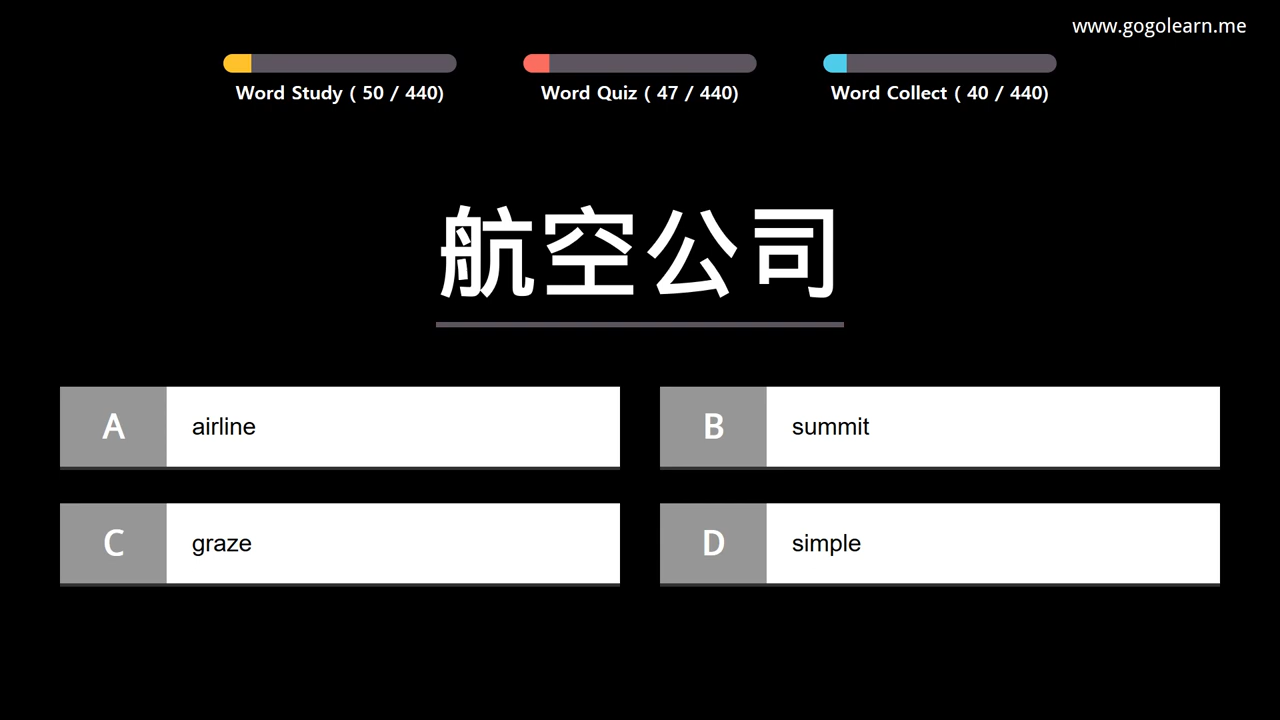 www.gogolearn.me
Word Study ( 50 / 440)
Word Quiz ( 47 / 440)
Word Collect ( 40 / 440)
航空公司
A airline
B summit
C graze
D simple